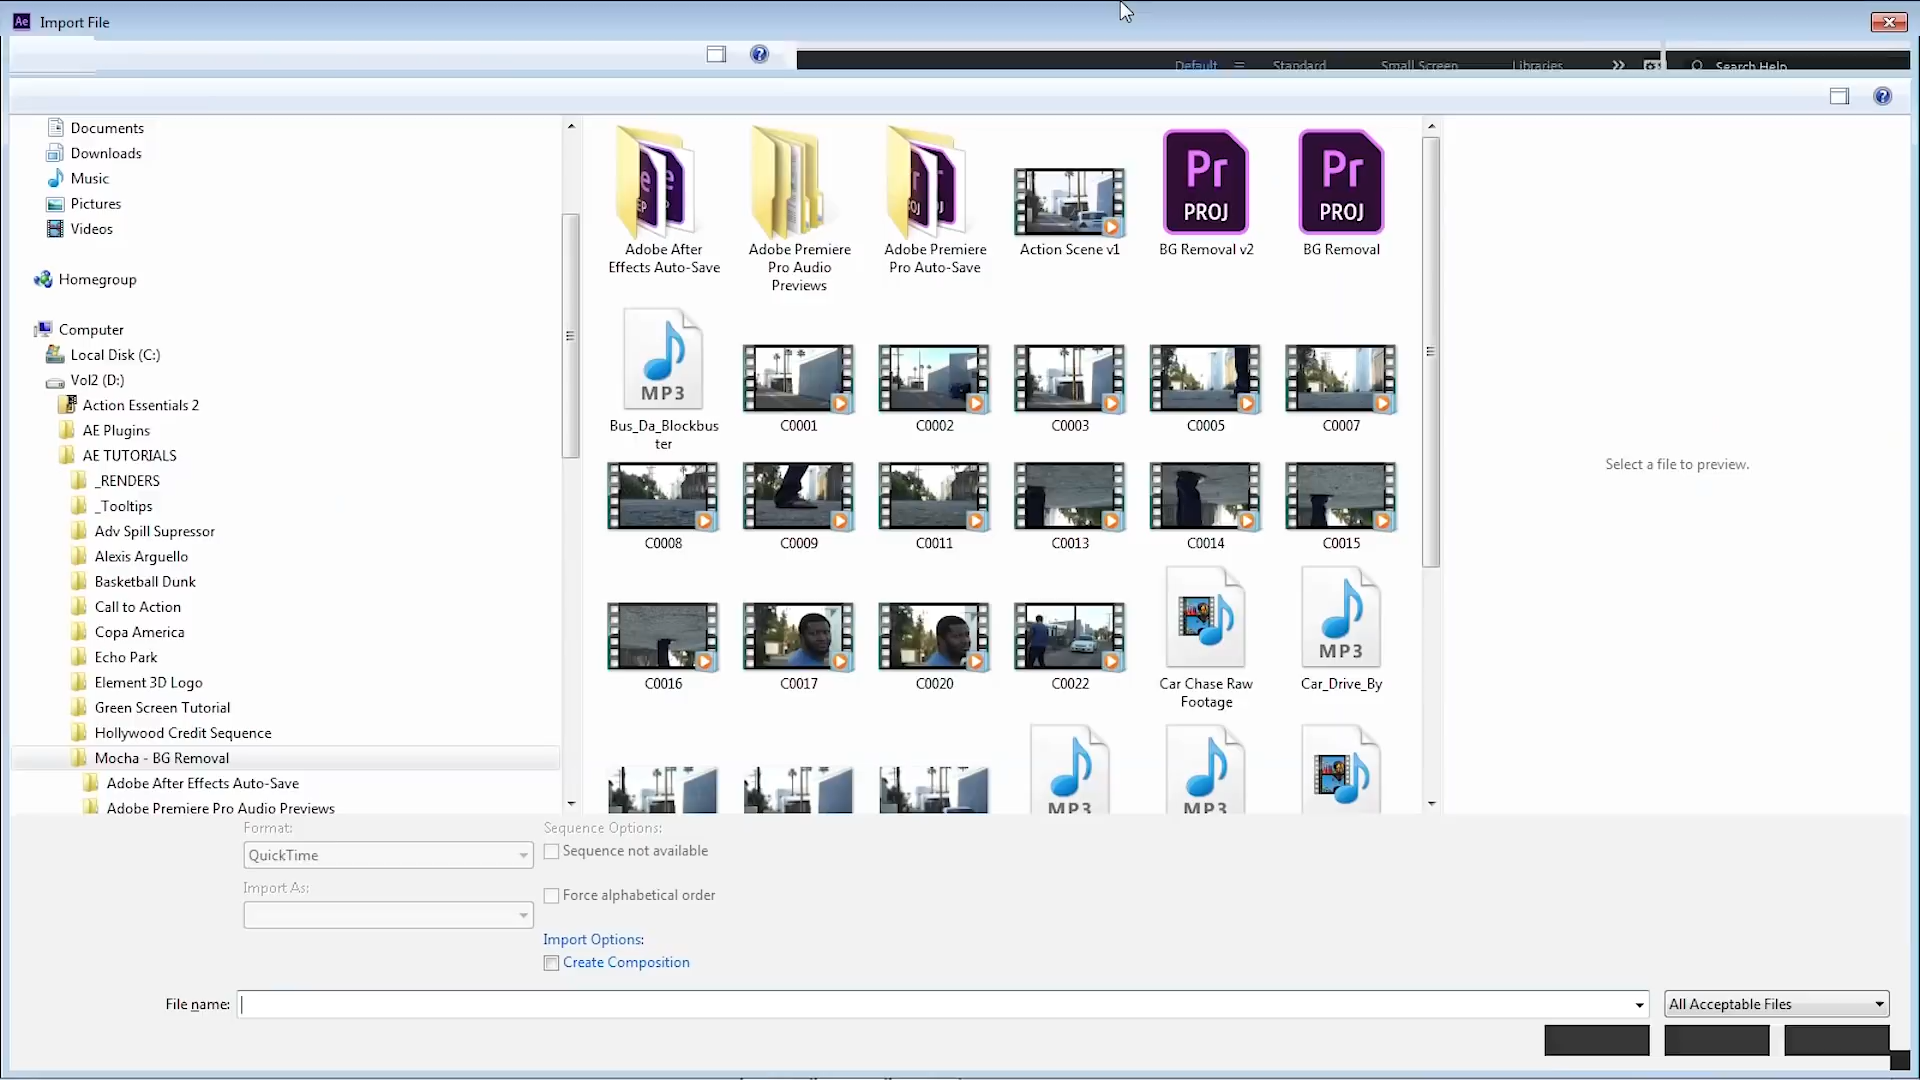 Ae Import File
Default
Standard
Small Screen
Libraries
Search Help
Documents
Downloads
Music
Pictures
Videos
Homegroup
Computer
Local Disk (C:)
Vol2 (D:)
Action Essentials 2
AE Plugins
AE TUTORIALS
_RENDERS
_Tooltips
Adv Spill Supressor
Alexis Arguello
Basketball Dunk
Call to Action
Copa America
Echo Park
Element 3D Logo
Green Screen Tutorial
Hollywood Credit Sequence
Mocha - BG Removal
Adobe After Effects Auto-Save
Adobe Premiere Pro Audio Previews
Adobe After
Effects Auto-Save
Adobe Premiere
Pro Audio
Previews
Adobe Premiere
Pro Auto-Save
Action Scene v1
Pr
PROJ
BG Removal v2
Pr
PROJ
BG Removal
MP3
Bus_Da_Blockbus
ter
C0001
C0002
C0003
C0005
C0007
C0008
C0009
C0011
C0013
C0014
C0015
C0016
C0017
C0020
C0022
Car Chase Raw
Footage
MP3
Car_Drive_By
MP3
MP3
Select a file to preview.
Format:
QuickTime
Import As:
Sequence Options:
Sequence not available
Force alphabetical order
Import Options:
Create Composition
File name:
All Acceptable Files